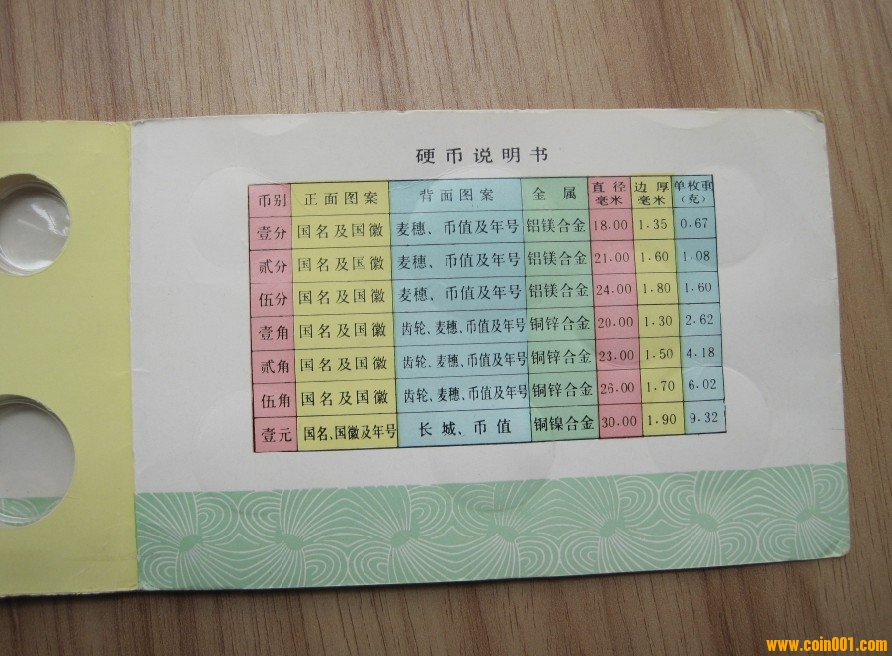 硬币说明书
币别 正面图案 背面图案 金属 直径毫米 边厚毫米 单枚重(克)
壹分 国名及国徽 麦穗、币值及年号 铝镁合金 18.00 1.35 0.67
贰分 国名及国徽 麦穗、币值及年号 铝镁合金 21.00 1.60 1.08
伍分 国名及国徽 麦穗、币值及年号 铝镁合金 24.00 1.80 1.60
壹角 国名及国徽 齿轮、麦穗、币值及年号 铜锌合金 20.00 1.30 2.62
贰角 国名及国徽 齿轮、麦穗、币值及年号 铜锌合金 23.00 1.50 4.18
伍角 国名及国徽 齿轮、麦穗、币值及年号 铜锌合金 26.00 1.70 6.02
壹元 国名、国徽及年号 长城、币值 铜镍合金 30.00 1.90 9.32
www.coin001.com